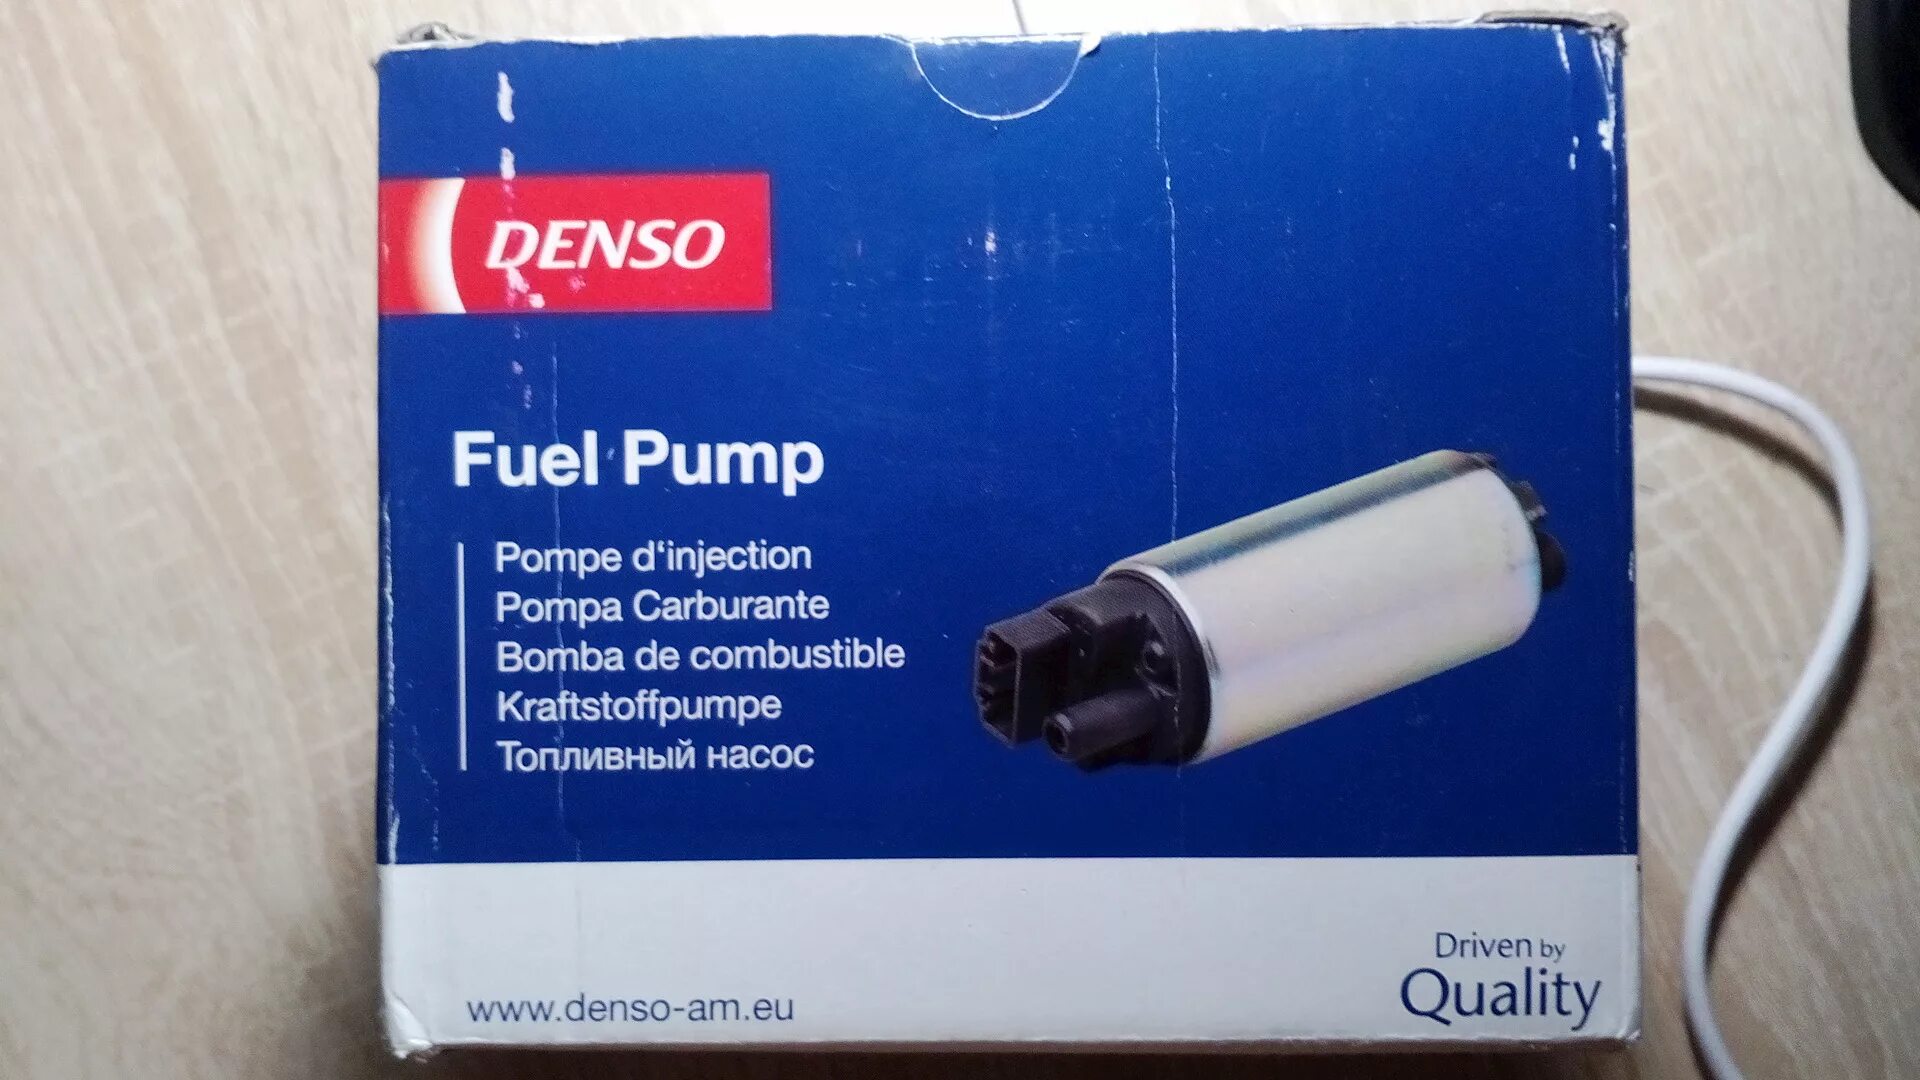 DENSO
Fuel Pump
Pompe d‘injection
Pompa Carburante
Bomba de combustible
Kraftstoffpumpe
Топливный насос
www.denso-am.eu
Driven by
Quality